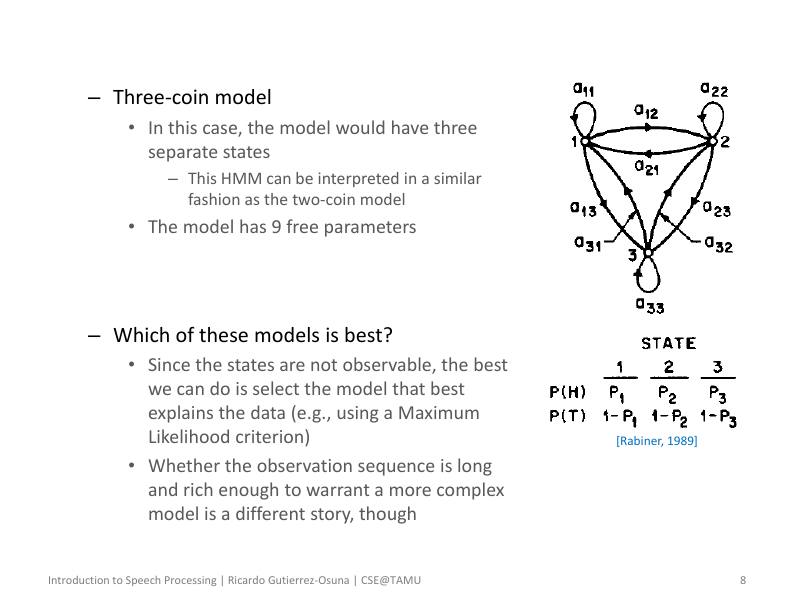 – Three-coin model
• In this case, the model would have three
separate states
– This HMM can be interpreted in a similar
fashion as the two-coin model
• The model has 9 free parameters
– Which of these models is best?
• Since the states are not observable, the best
we can do is select the model that best
explains the data (e.g., using a Maximum
Likelihood criterion)
• Whether the observation sequence is long
and rich enough to warrant a more complex
model is a different story, though
a11 a22
a12
1 2
a21
a13 a23
a31 a32
3
a33
STATE
1 2 3
P(H) P1 P2 P3
P(T) 1-P1 1-P2 1-P3
[Rabiner, 1989]
Introduction to Speech Processing | Ricardo Gutierrez-Osuna | CSE@TAMU 8